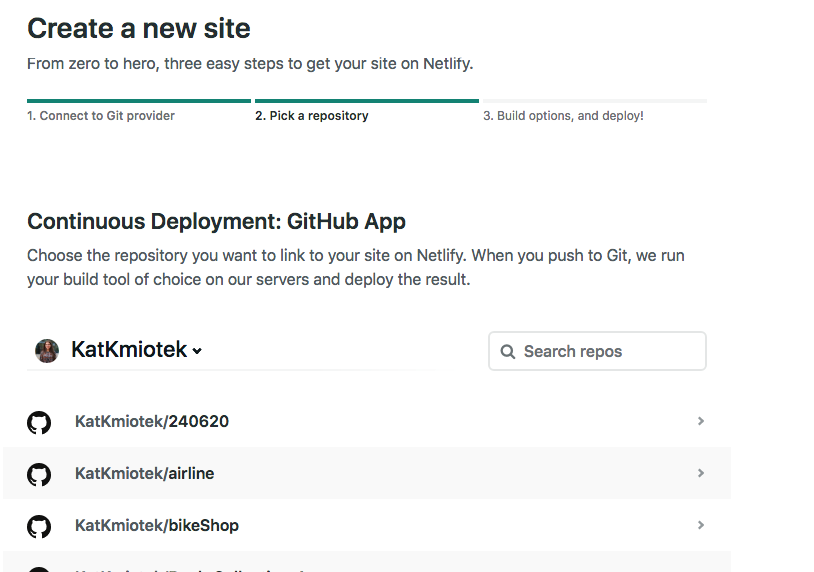 Create a new site
From zero to hero, three easy steps to get your site on Netlify.
1. Connect to Git provider
2. Pick a repository
3. Build options, and deploy!
Continuous Deployment: GitHub App
Choose the repository you want to link to your site on Netlify. When you push to Git, we run
your build tool of choice on our servers and deploy the result.
KatKmiotek
Search repos
KatKmiotek/240620
KatKmiotek/airline
KatKmiotek/bikeShop